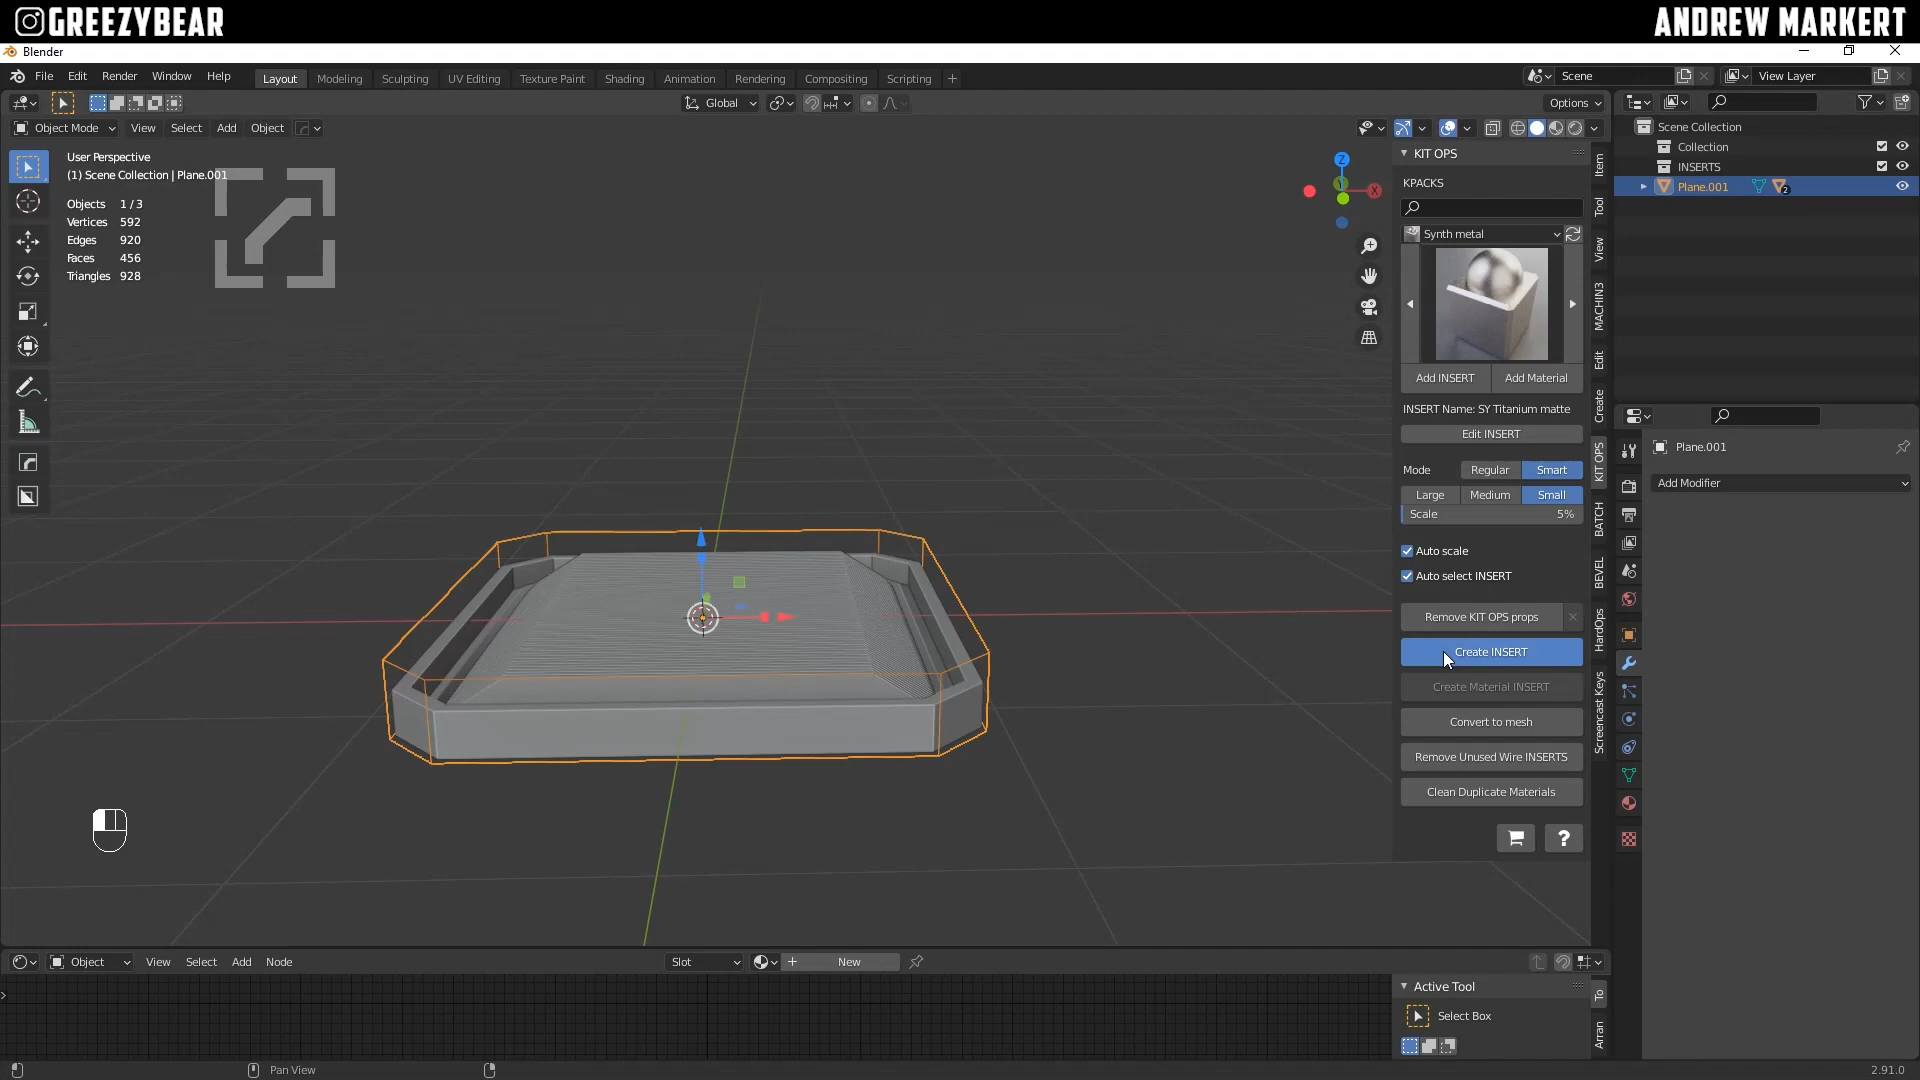 GREEZYBEAR
ANDREW MARKERT
Blender
File Edit Render Window Help
Layout Modeling Sculpting UV Editing Texture Paint Shading Animation Rendering Compositing Scripting +
Scene
View Layer
Global
Options
Object Mode View Select Add Object
User Perspective
(1) Scene Collection | Plane.001
Objects 1 / 3
Vertices 592
Edges 920
Faces 456
Triangles 928
Z
Y
X
KIT OPS
KPACKS
Synth metal
Add INSERT
Add Material
INSERT Name: SY Titanium matte
Edit INSERT
Mode Regular Smart
Large Medium Small
Scale 5%
Auto scale
Auto select INSERT
Remove KIT OPS props
Create INSERT
Create Material INSERT
Convert to mesh
Remove Unused Wire INSERTS
Clean Duplicate Materials
?
Item
Tool
View
MACHIN3
Edit
Create
KIT OPS
BATCH
BEVEL
HardOps
Screencast Keys
Scene Collection
Collection
INSERTS
Plane.001
2
Plane.001
Add Modifier
Object View Select Add Node
Slot
New
Active Tool
Select Box
To
Arran
Pan View
2.91.0